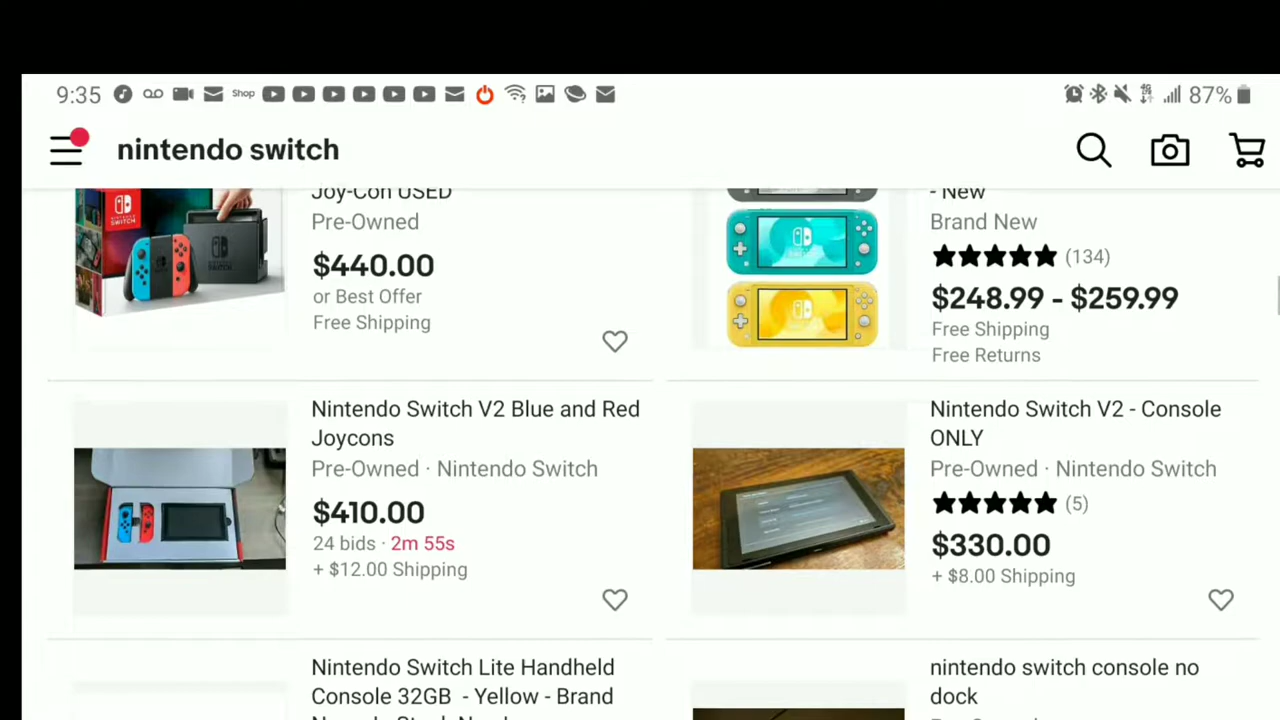 9:35
Shop
87%
nintendo switch
Joy-Con USED
Pre-Owned
$440.00
or Best Offer
Free Shipping
- New
Brand New
(134)
$248.99 - $259.99
Free Shipping
Free Returns
Nintendo Switch V2 Blue and Red
Joycons
Pre-Owned · Nintendo Switch
$410.00
24 bids · 2m 55s
+ $12.00 Shipping
Nintendo Switch V2 - Console
ONLY
Pre-Owned · Nintendo Switch
(5)
$330.00
+ $8.00 Shipping
Nintendo Switch Lite Handheld
Console 32GB - Yellow - Brand
nintendo switch console no
dock